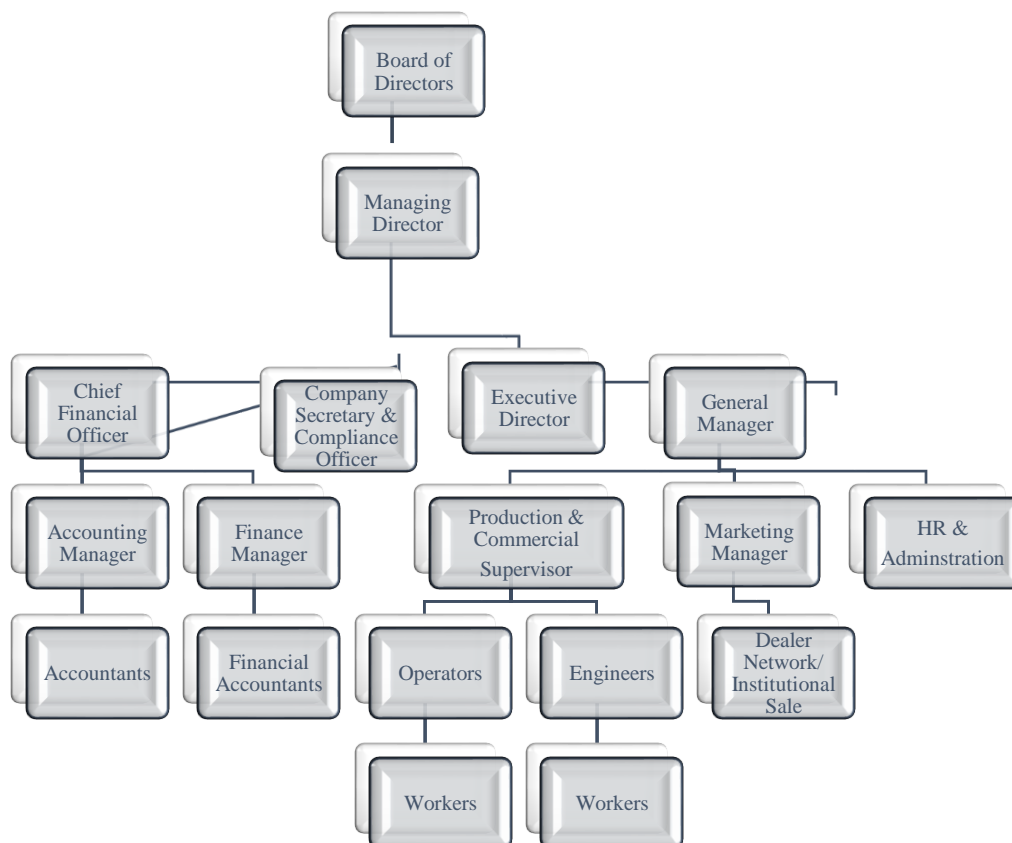 Board of
Directors
Managing
Director
Chief
Financial
Officer
Company
Secretary &
Compliance
Officer
Executive
Director
General
Manager
Accounting
Manager
Finance
Manager
Production &
Commercial
Supervisor
Marketing
Manager
HR &
Adminstration
Accountants
Financial
Accountants
Operators
Engineers
Dealer
Network/
Institutional
Sale
Workers
Workers